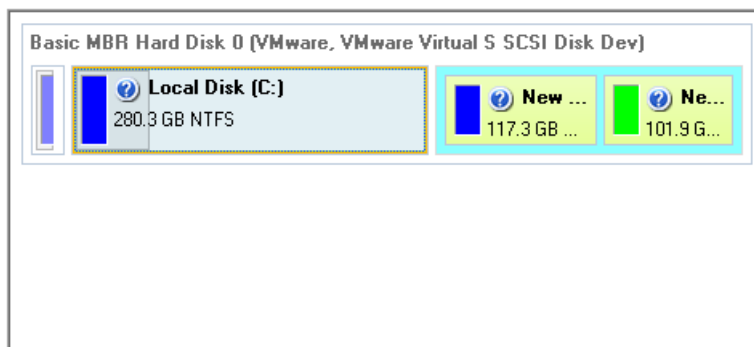 Basic MBR Hard Disk 0 (VMware, VMware Virtual S SCSI Disk Dev)
Local Disk (C:)
280.3 GB NTFS
New ...
117.3 GB ...
Ne...
101.9 G...